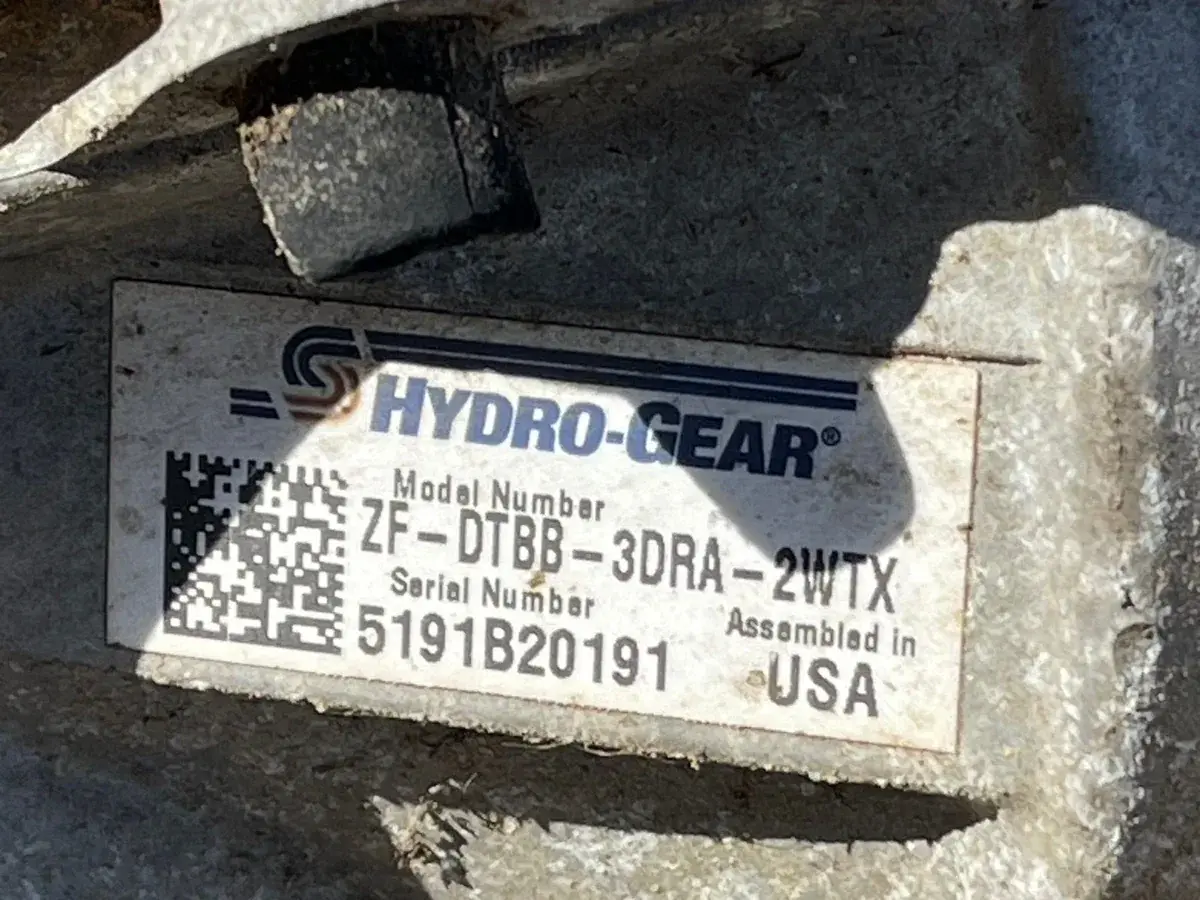 HYDRO-GEAR®
Model Number
ZF-DTBB-3DRA-2WTX
Serial Number
5191B20191
Assembled in
USA